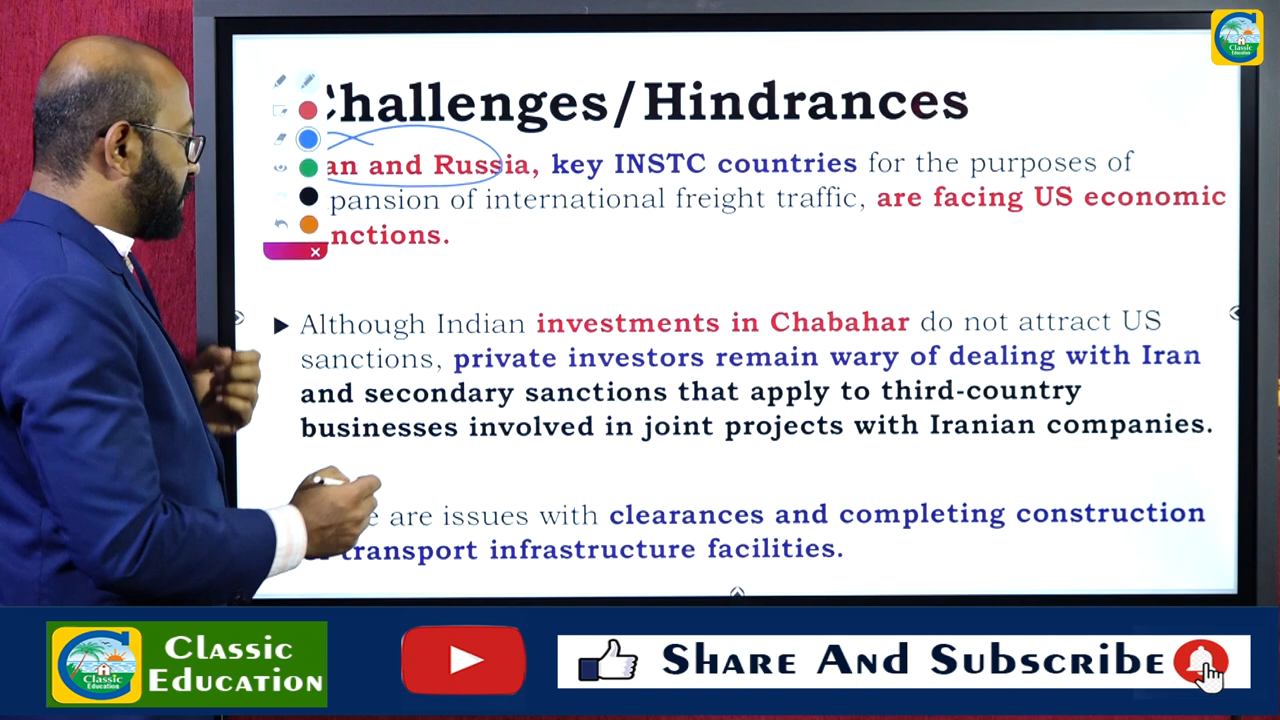 Challenges/Hindrances
and Russia, key INSTC countries for the purposes of
of international freight traffic, are facing US economic
Although Indian investments in Chabahar do not attract US
sanctions, private investors remain wary of dealing with Iran
and secondary sanctions that apply to third-country
businesses involved in joint projects with Iranian companies.
are issues with clearances and completing construction
transport infrastructure facilities.
Classic
Education
Classic
Education
Classic
Education
Share And Subscribe